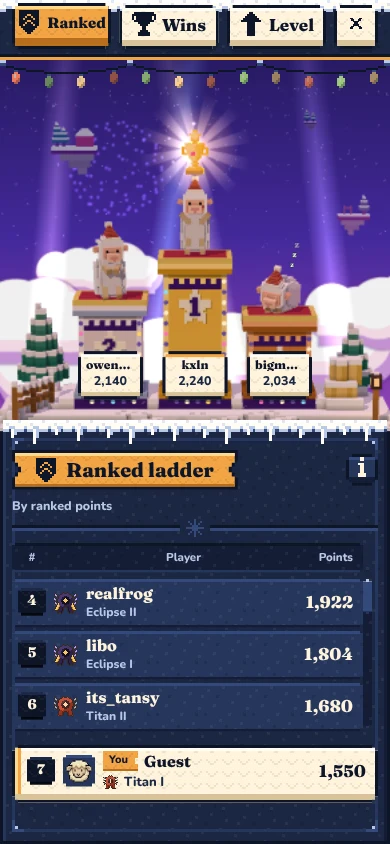 Ranked
Wins
Level
z
z
z
1
2
owen...
2,140
kxln
2,240
bigm...
2,034
Ranked ladder
i
By ranked points
# Player Points
4 realfrog 1,922
Eclipse II
5 libo 1,804
Eclipse I
6 its_tansy 1,680
Titan II
7 You Guest 1,550
Titan I